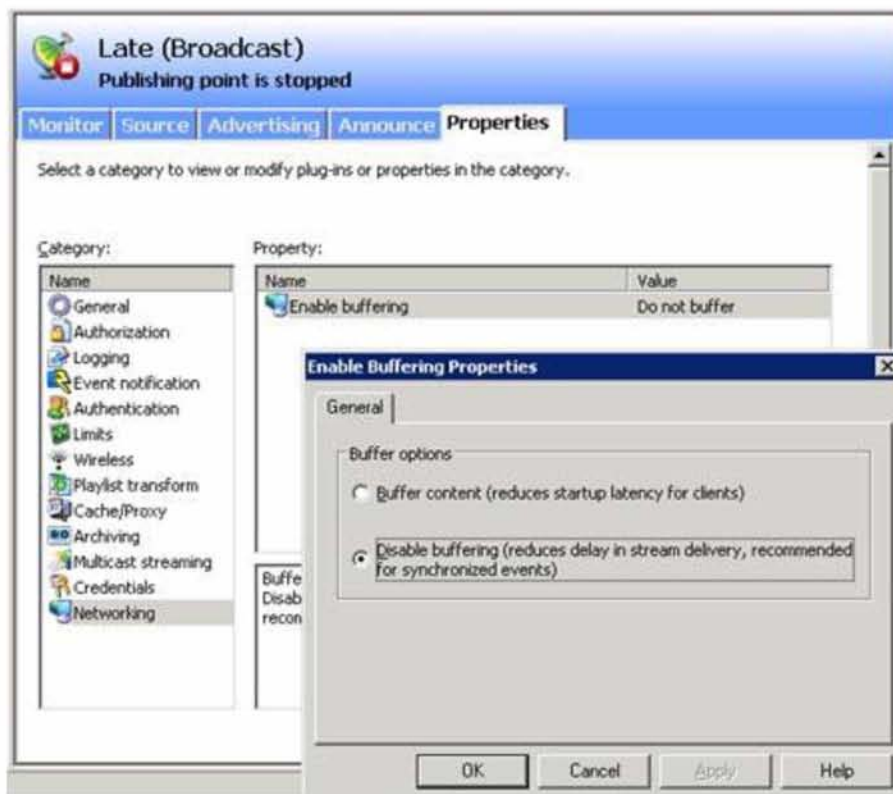 Late (Broadcast)
Publishing point is stopped
Monitor Source Advertising Announce Properties
Select a category to view or modify plug-ins or properties in the category.
Category:
Name
General
Authorization
Logging
Event notification
Authentication
Limits
Wireless
Playlist transform
Cache/Proxy
Archiving
Multicast streaming
Credentials
Networking
Property:
Name Value
Enable buffering Do not buffer
Buffe
Disab
recon
Enable Buffering Properties
General
Buffer options
Buffer content (reduces startup latency for clients)
Disable buffering (reduces delay in stream delivery, recommended
for synchronized events)
OK Cancel Apply Help